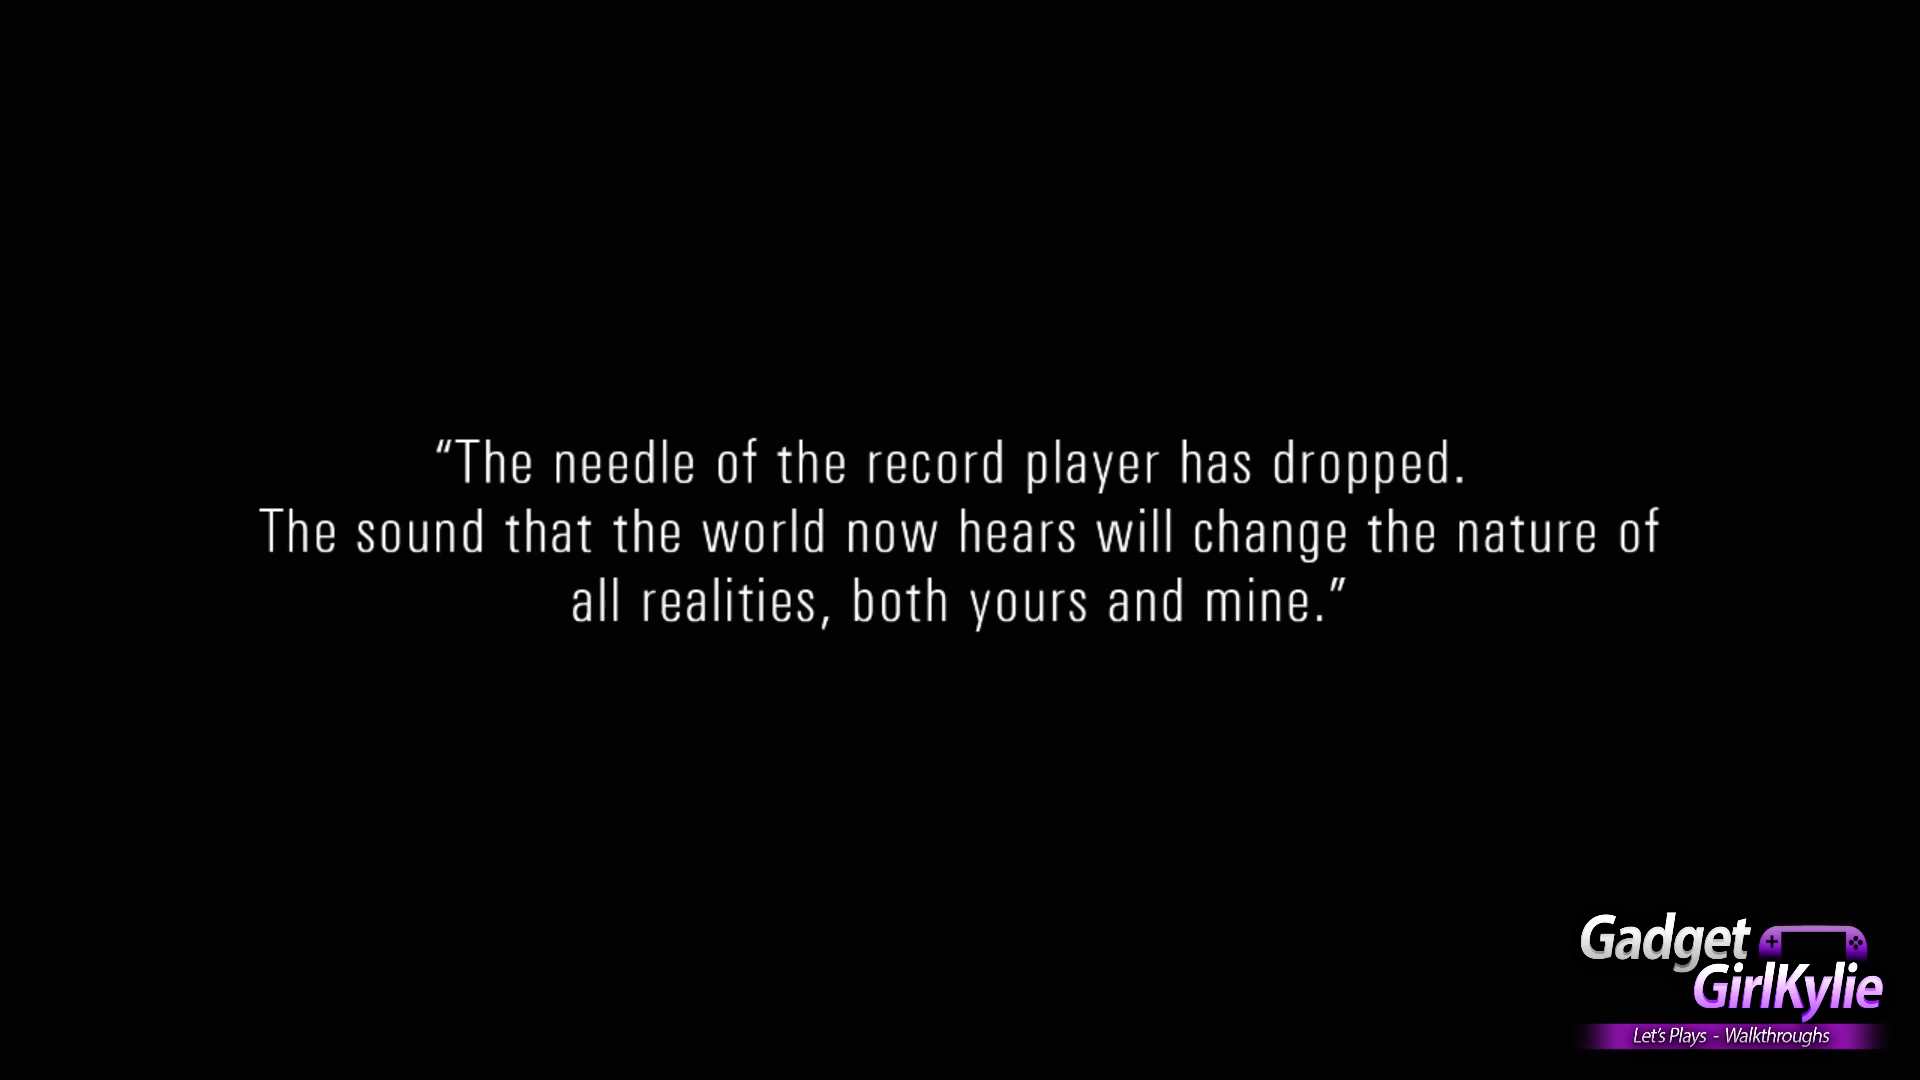 “The needle of the record player has dropped.
The sound that the world now hears will change the nature of
all realities, both yours and mine.”
Gadget
GirlKylie
Let's Plays - Walkthroughs